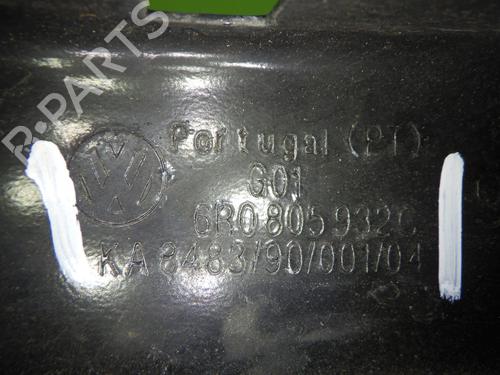 R-PARTS
Portugal (PT)
G01
6R0805932C
KA 8483/90/001/04